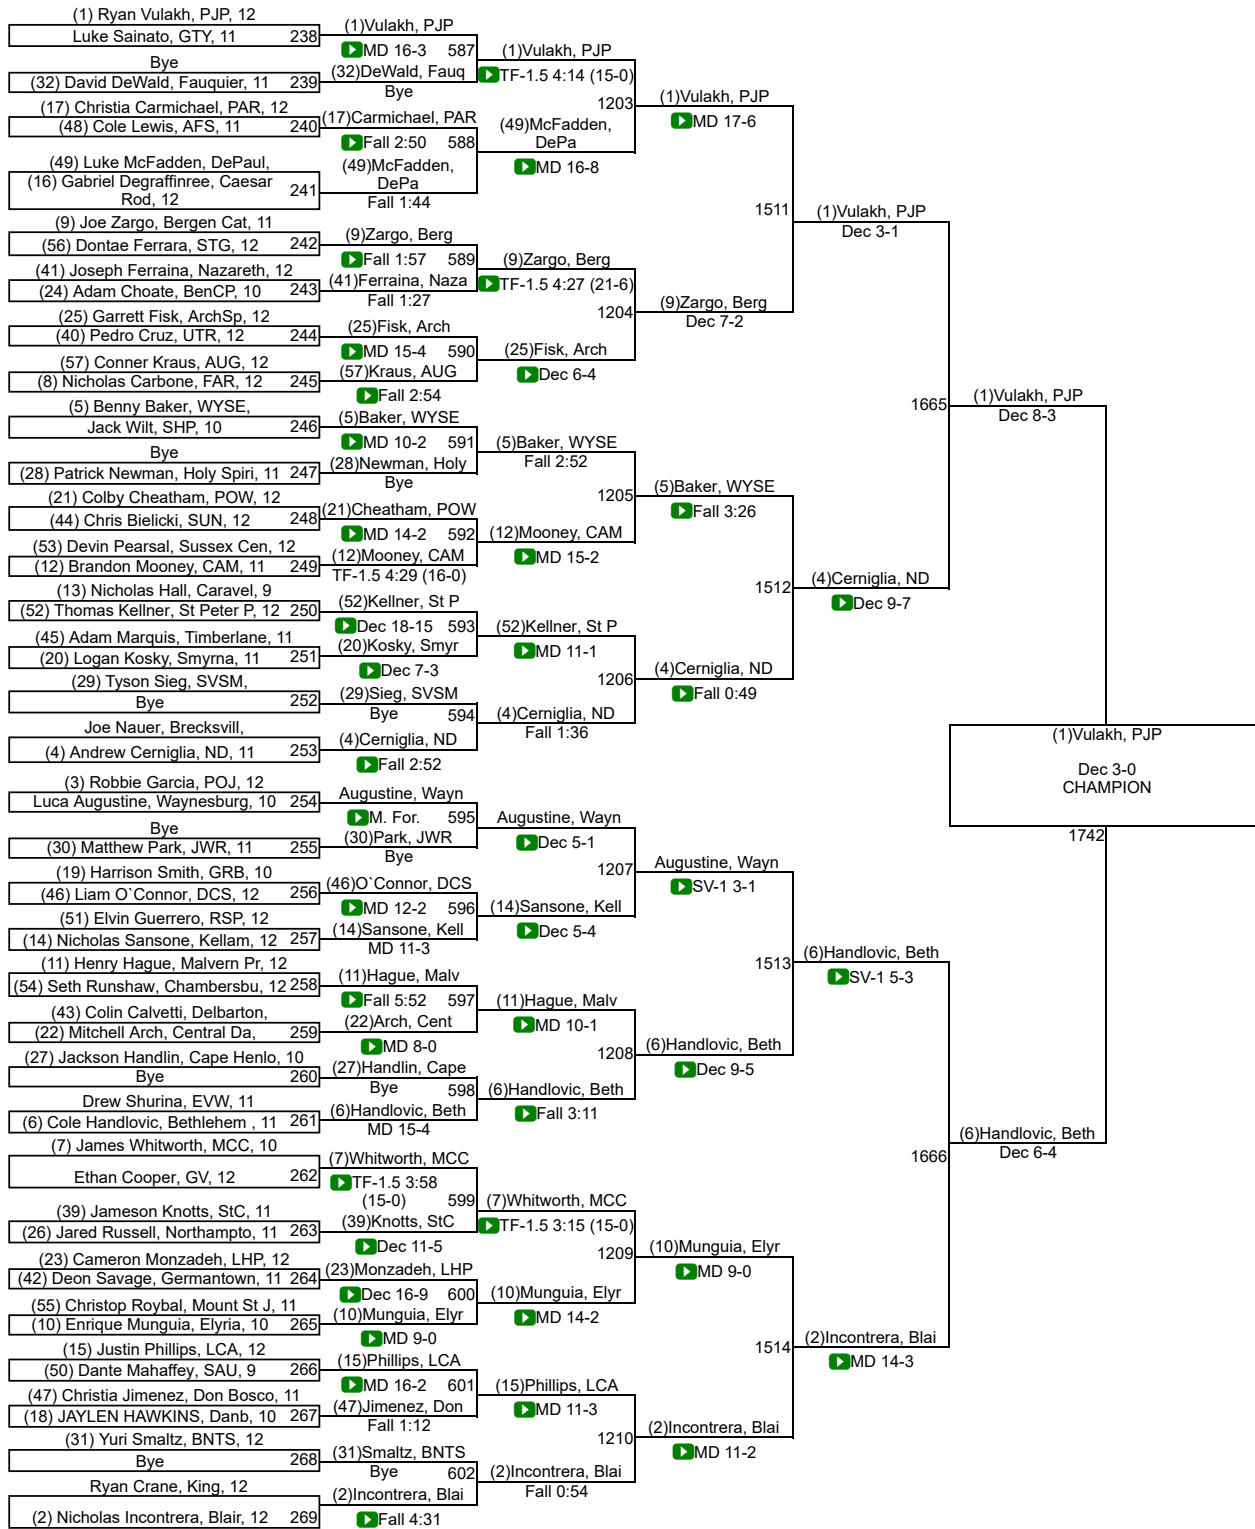 (1) Ryan Vulakh, PJP, 12
Luke Sainato, GTY, 11 238
Bye
(32) David DeWald, Fauquier, 11 239
(17) Christia Carmichael, PAR, 12
(48) Cole Lewis, AFS, 11 240
(49) Luke McFadden, DePaul,
(16) Gabriel Degraffinree, Caesar
Rod, 12 241
(9) Joe Zargo, Bergen Cat, 11
(56) Dontae Ferrara, STG, 12 242
(41) Joseph Ferraina, Nazareth, 12
(24) Adam Choate, BenCP, 10 243
(25) Garrett Fisk, ArchSp, 12
(40) Pedro Cruz, UTR, 12 244
(57) Conner Kraus, AUG, 12
(8) Nicholas Carbone, FAR, 12 245
(5) Benny Baker, WYSE,
Jack Wilt, SHP, 10 246
Bye
(28) Patrick Newman, Holy Spiri, 11 247
(21) Colby Cheatham, POW, 12
(44) Chris Bielicki, SUN, 12 248
(53) Devin Pearsal, Sussex Cen, 12
(12) Brandon Mooney, CAM, 11 249
(13) Nicholas Hall, Caravel, 9
(52) Thomas Kellner, St Peter P, 12 250
(45) Adam Marquis, Timberlane, 11
(20) Logan Kosky, Smyrna, 11 251
(29) Tyson Sieg, SVSM,
Bye 252
Joe Nauer, Brecksvill,
(4) Andrew Cerniglia, ND, 11 253
(3) Robbie Garcia, POJ, 12
Luca Augustine, Waynesburg, 10 254
Bye
(30) Matthew Park, JWR, 11 255
(19) Harrison Smith, GRB, 10
(46) Liam O`Connor, DCS, 12 256
(51) Elvin Guerrero, RSP, 12
(14) Nicholas Sansone, Kellam, 12 257
(11) Henry Hague, Malvern Pr, 12
(54) Seth Runshaw, Chambersbu, 12 258
(43) Colin Calvetti, Delbarton,
(22) Mitchell Arch, Central Da, 259
(27) Jackson Handlin, Cape Henlo, 10
Bye 260
Drew Shurina, EVW, 11
(6) Cole Handlovic, Bethlehem , 11 261
(7) James Whitworth, MCC, 10
Ethan Cooper, GV, 12 262
(39) Jameson Knotts, StC, 11
(26) Jared Russell, Northampto, 11 263
(23) Cameron Monzadeh, LHP, 12
(42) Deon Savage, Germantown, 11 264
(55) Christop Roybal, Mount St J, 11
(10) Enrique Munguia, Elyria, 10 265
(15) Justin Phillips, LCA, 12
(50) Dante Mahaffey, SAU, 9 266
(47) Christia Jimenez, Don Bosco, 11
(18) JAYLEN HAWKINS, Danb, 10 267
(31) Yuri Smaltz, BNTS, 12
Bye 268
Ryan Crane, King, 12
(2) Nicholas Incontrera, Blair, 12 269
(1)Vulakh, PJP
MD 16-3 587
(32)DeWald, Fauq
Bye
(17)Carmichael, PAR
Fall 2:50 588
(49)McFadden,
DePa
Fall 1:44
(9)Zargo, Berg
Fall 1:57 589
(41)Ferraina, Naza
Fall 1:27
(25)Fisk, Arch
MD 15-4 590
(57)Kraus, AUG
Fall 2:54
(5)Baker, WYSE
MD 10-2 591
(28)Newman, Holy
Bye
(21)Cheatham, POW
MD 14-2 592
(12)Mooney, CAM
TF-1.5 4:29 (16-0)
(52)Kellner, St P
Dec 18-15 593
(20)Kosky, Smyr
Dec 7-3
(29)Sieg, SVSM
Bye 594
(4)Cerniglia, ND
Fall 2:52
Augustine, Wayn
M. For. 595
(30)Park, JWR
Bye
(46)O`Connor, DCS
MD 12-2 596
(14)Sansone, Kell
MD 11-3
(11)Hague, Malv
Fall 5:52 597
(22)Arch, Cent
MD 8-0
(27)Handlin, Cape
Bye 598
(6)Handlovic, Beth
MD 15-4
(7)Whitworth, MCC
TF-1.5 3:58
(15-0) 599
(39)Knotts, StC
Dec 11-5
(23)Monzadeh, LHP
Dec 16-9 600
(10)Munguia, Elyr
MD 9-0
(15)Phillips, LCA
MD 16-2 601
(47)Jimenez, Don
Fall 1:12
(31)Smaltz, BNTS
Bye 602
(2)Incontrera, Blai
Fall 4:31
(1)Vulakh, PJP
TF-1.5 4:14 (15-0)
1203
(49)McFadden,
DePa
MD 16-8
(9)Zargo, Berg
TF-1.5 4:27 (21-6)
1204
(25)Fisk, Arch
Dec 6-4
(5)Baker, WYSE
Fall 2:52
1205
(12)Mooney, CAM
MD 15-2
(52)Kellner, St P
MD 11-1
1206
(4)Cerniglia, ND
Fall 1:36
Augustine, Wayn
Dec 5-1
1207
(14)Sansone, Kell
Dec 5-4
(11)Hague, Malv
MD 10-1
1208
(6)Handlovic, Beth
Fall 3:11
(7)Whitworth, MCC
TF-1.5 3:15 (15-0)
1209
(10)Munguia, Elyr
MD 14-2
(15)Phillips, LCA
MD 11-3
1210
(2)Incontrera, Blai
Fall 0:54
(1)Vulakh, PJP
MD 17-6
1511
(9)Zargo, Berg
Dec 7-2
(5)Baker, WYSE
Fall 3:26
1512
(4)Cerniglia, ND
Fall 0:49
Augustine, Wayn
SV-1 3-1
1513
(6)Handlovic, Beth
Dec 9-5
(10)Munguia, Elyr
MD 9-0
1514
(2)Incontrera, Blai
MD 11-2
(1)Vulakh, PJP
Dec 3-1
1665
(4)Cerniglia, ND
Dec 9-7
(6)Handlovic, Beth
SV-1 5-3
1666
(2)Incontrera, Blai
MD 14-3
(1)Vulakh, PJP
Dec 8-3
(6)Handlovic, Beth
Dec 6-4
(1)Vulakh, PJP
Dec 3-0
CHAMPION
1742